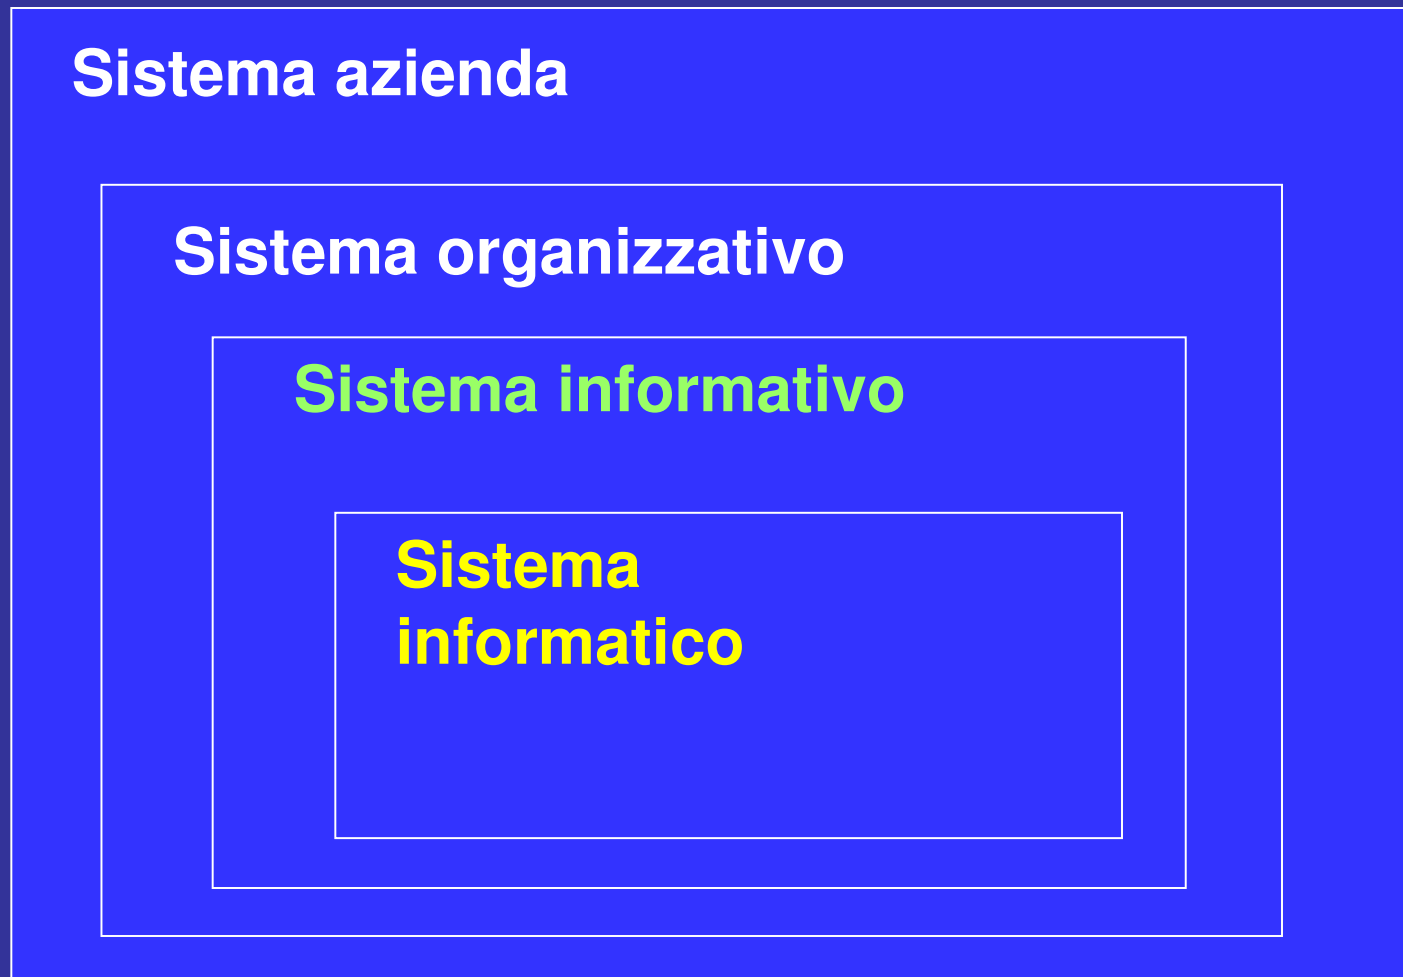 Sistema azienda
Sistema organizzativo
Sistema informativo
Sistema
informatico